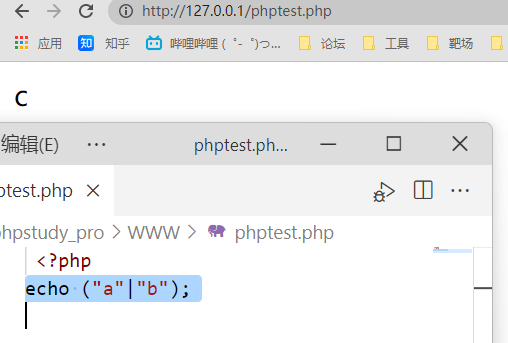 http://127.0.0.1/phptest.php
应用 知 知乎 哔哩哔哩 ( ゜- ゜)つ... 论坛 工具 靶场
c
编辑(E) ··· phptest.ph...
ptest.php
hpstudy_pro > WWW > phptest.php
<?php
echo ("a"|"b");